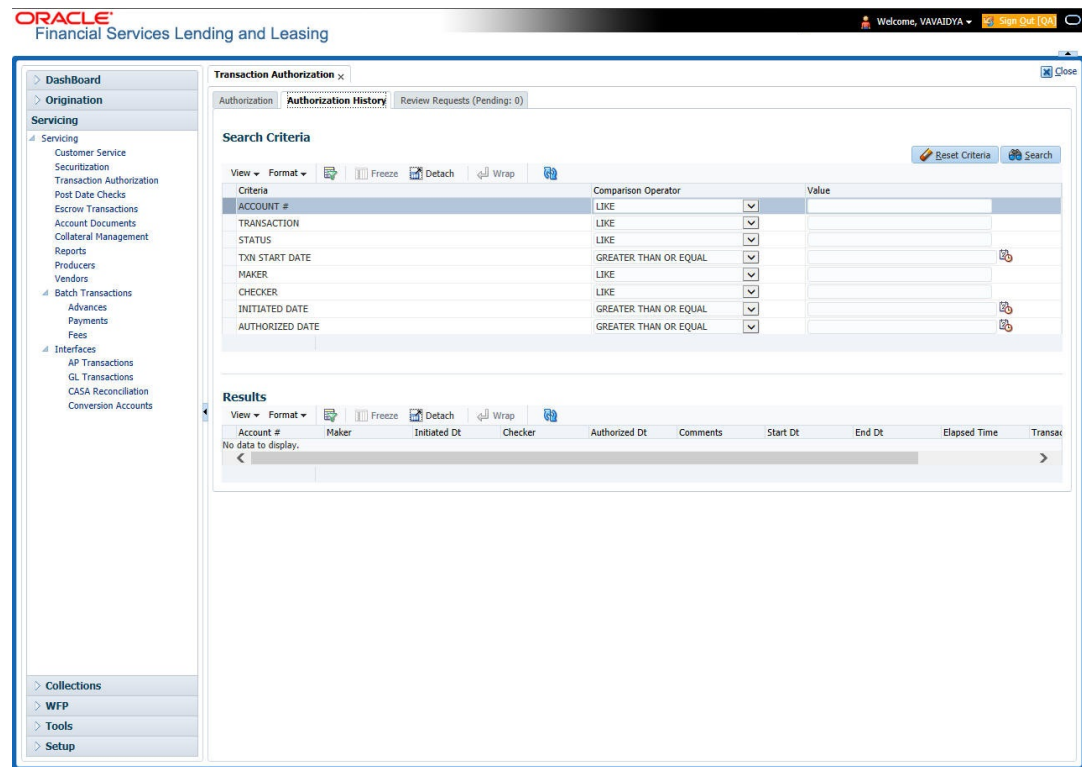 ORACLE
Financial Services Lending and Leasing
Welcome, VAVAIDYA
Sign Out [QA]
DashBoard
Origination
Servicing
Servicing
Customer Service
Securitization
Transaction Authorization
Post Date Checks
Escrow Transactions
Account Documents
Collateral Management
Reports
Producers
Vendors
Batch Transactions
Advances
Payments
Fees
Interfaces
AP Transactions
GL Transactions
CASA Reconciliation
Conversion Accounts
Collections
WFP
Tools
Setup
Transaction Authorization
Close
Authorization Authorization History Review Requests (Pending: 0)
Search Criteria
Reset Criteria Search
View Format Freeze Detach Wrap
Criteria Comparison Operator Value
ACCOUNT # LIKE
TRANSACTION LIKE
STATUS LIKE
TXN START DATE GREATER THAN OR EQUAL
MAKER LIKE
CHECKER LIKE
INITIATED DATE GREATER THAN OR EQUAL
AUTHORIZED DATE GREATER THAN OR EQUAL
Results
View Format Freeze Detach Wrap
Account # Maker Initiated Dt Checker Authorized Dt Comments Start Dt End Dt Elapsed Time Transac
No data to display.